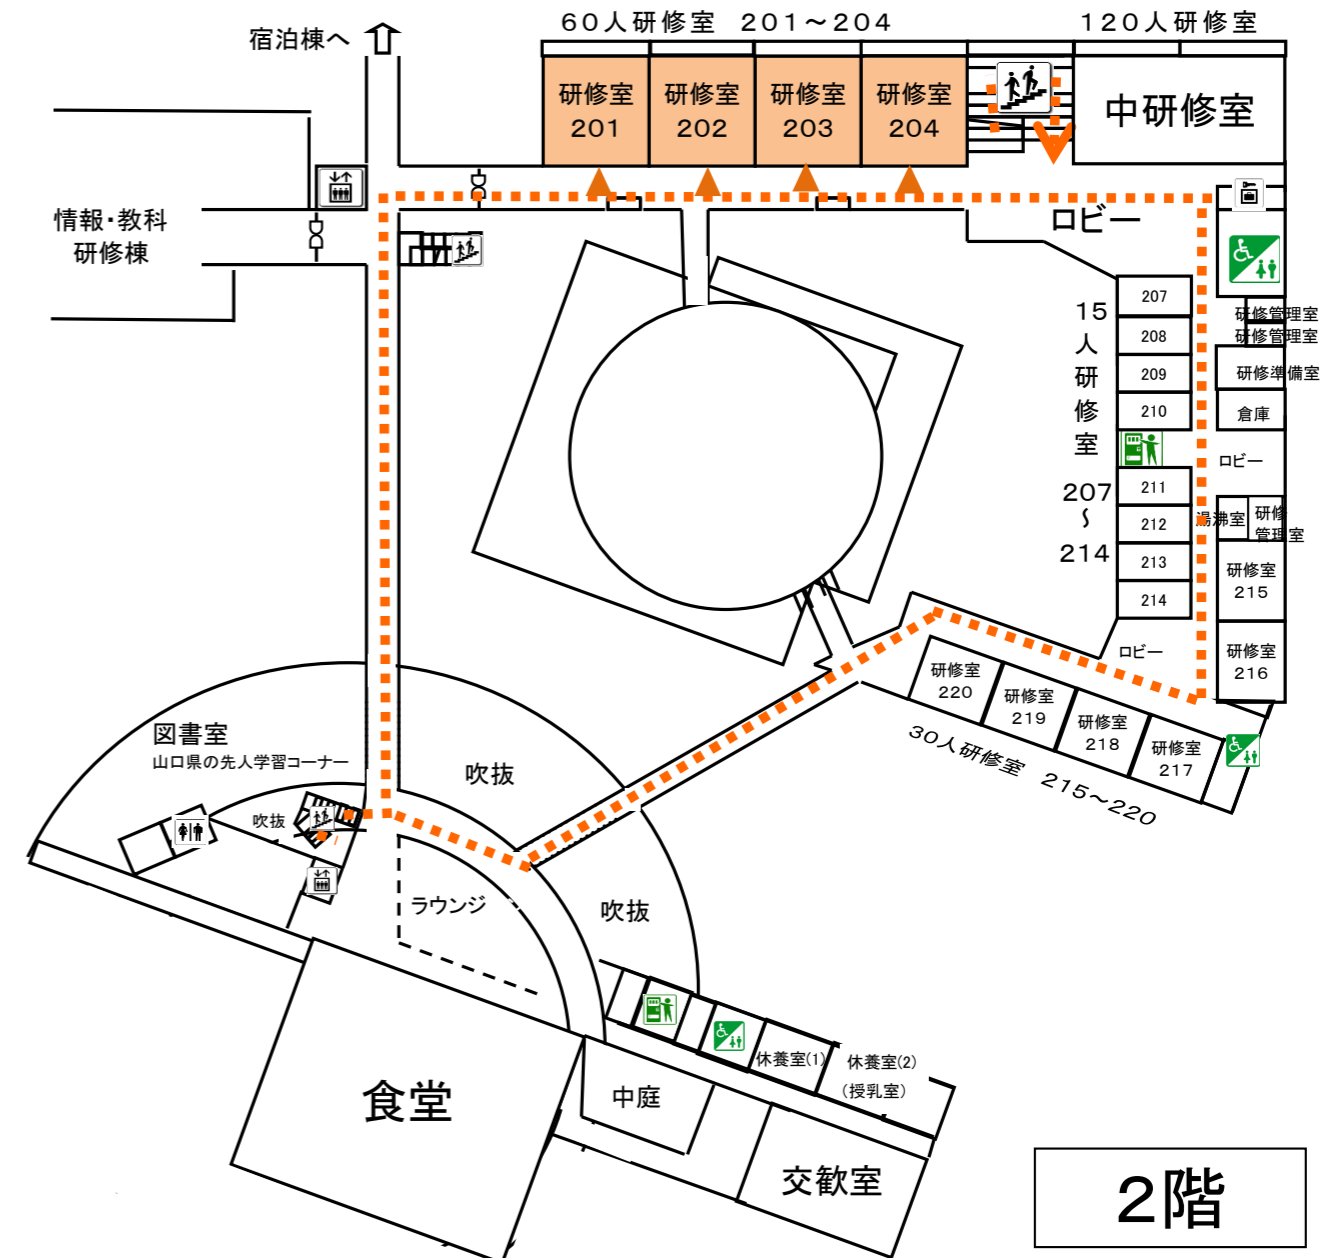 60人研修室 201～204
120人研修室
宿泊棟へ
研修室
201
研修室
202
研修室
203
研修室
204
中研修室
情報・教科
研修棟
ロビー
15人研修室 207～214
207
208
209
210
211
212
213
214
研修管理室
研修管理室
研修準備室
倉庫
ロビー
湯沸室
研修
管理室
研修室
215
研修室
216
ロビー
研修室
220
研修室
219
研修室
218
研修室
217
30人研修室 215～220
図書室
山口県の先人学習コーナー
吹抜
吹抜
ラウンジ
吹抜
休養室(1)
休養室(2)
(授乳室)
食堂
中庭
交歓室
2階